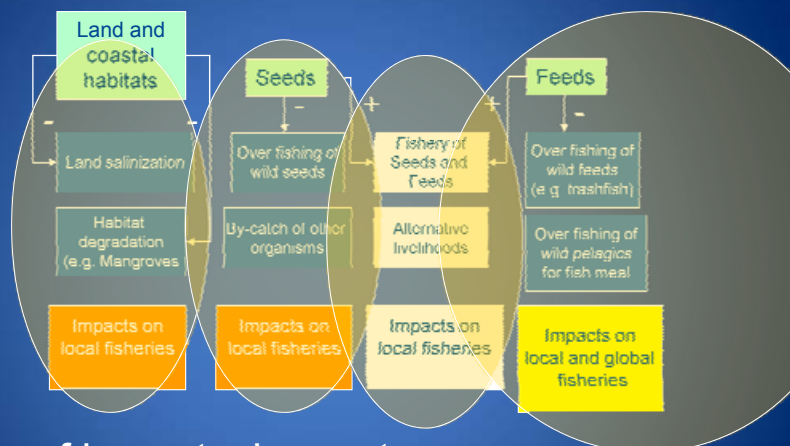 Land and
coastal
habitats
Seeds
Feeds
-
-
-
+
+
-
Land salinization
Over fishing of
wild seeds
Fishery of
Seeds and
Feeds
Over fishing of
wild feeds
(e.g. trashfish)
Habitat
degradation
(e.g. Mangroves
By-catch of other
organisms
Alternative
livelihoods
Over fishing of
wild pelagics
for fish meal
Impacts on
local fisheries
Impacts on
local fisheries
Impacts on
local fisheries
Impacts on
local and global
fisheries